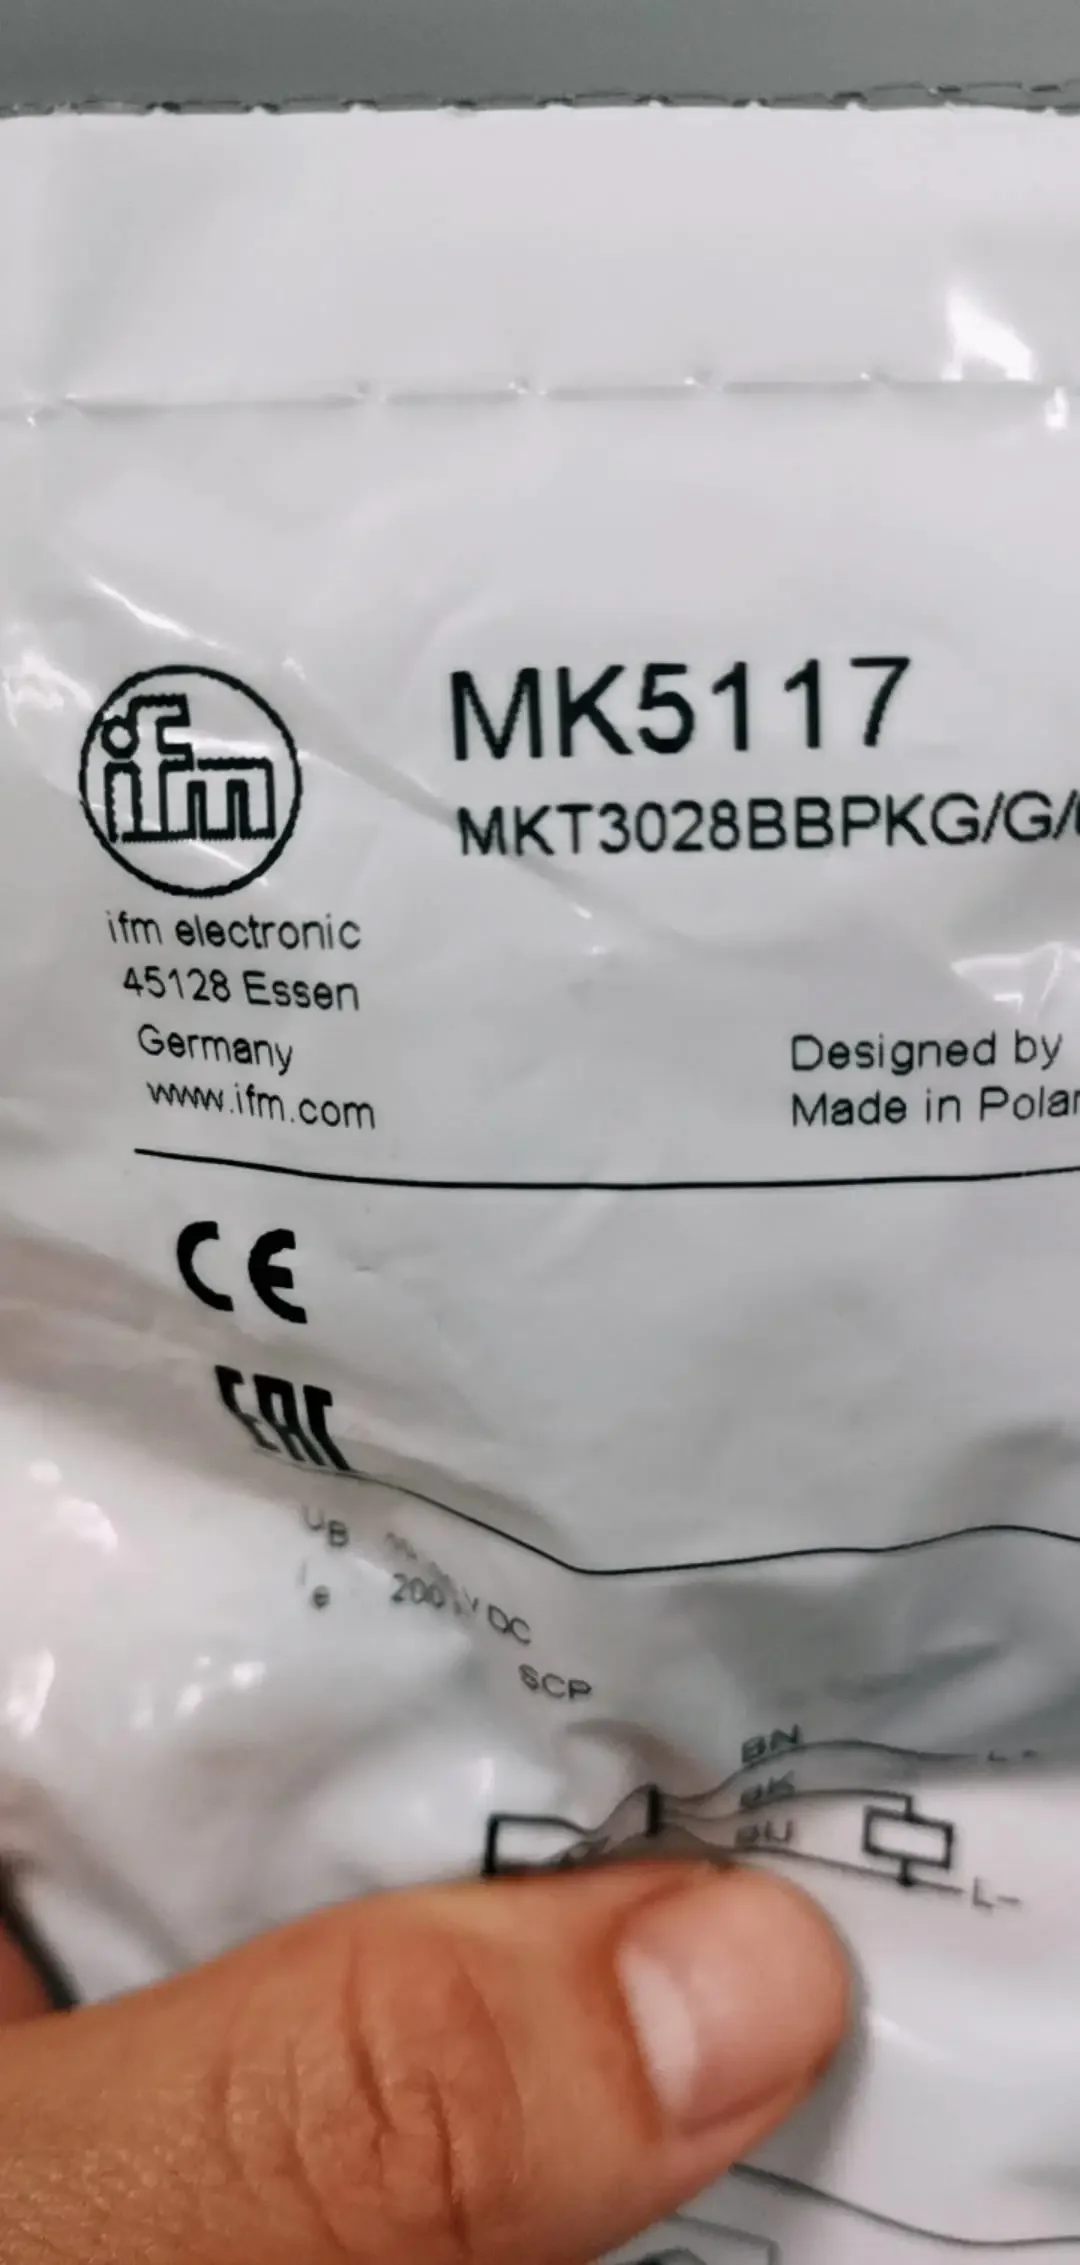 ifm
MK5117
MKT3028BBPKG/G/
ifm electronic
45128 Essen
Germany
www.ifm.com
Designed by
Made in
CE
EAC
UB
DC
Ie 200
SCP
BN
BK
BU
L-